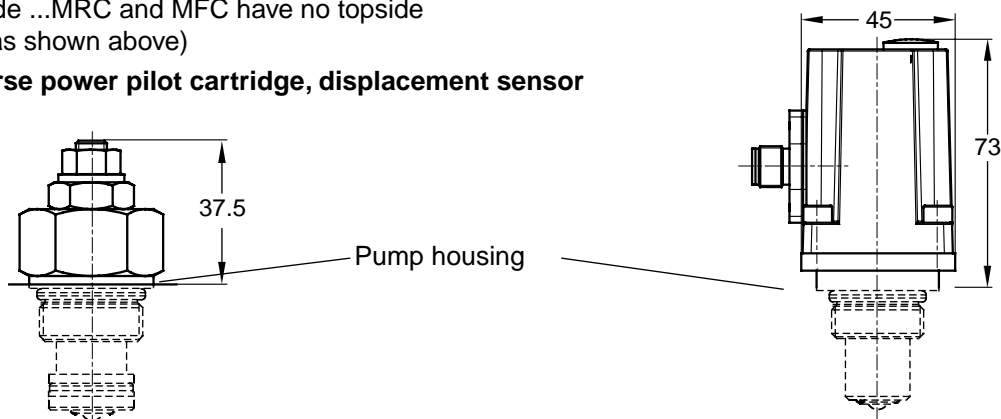 de ...MRC and MFC have no topside
as shown above)
rse power pilot cartridge, displacement sensor
45
73
37.5
Pump housing